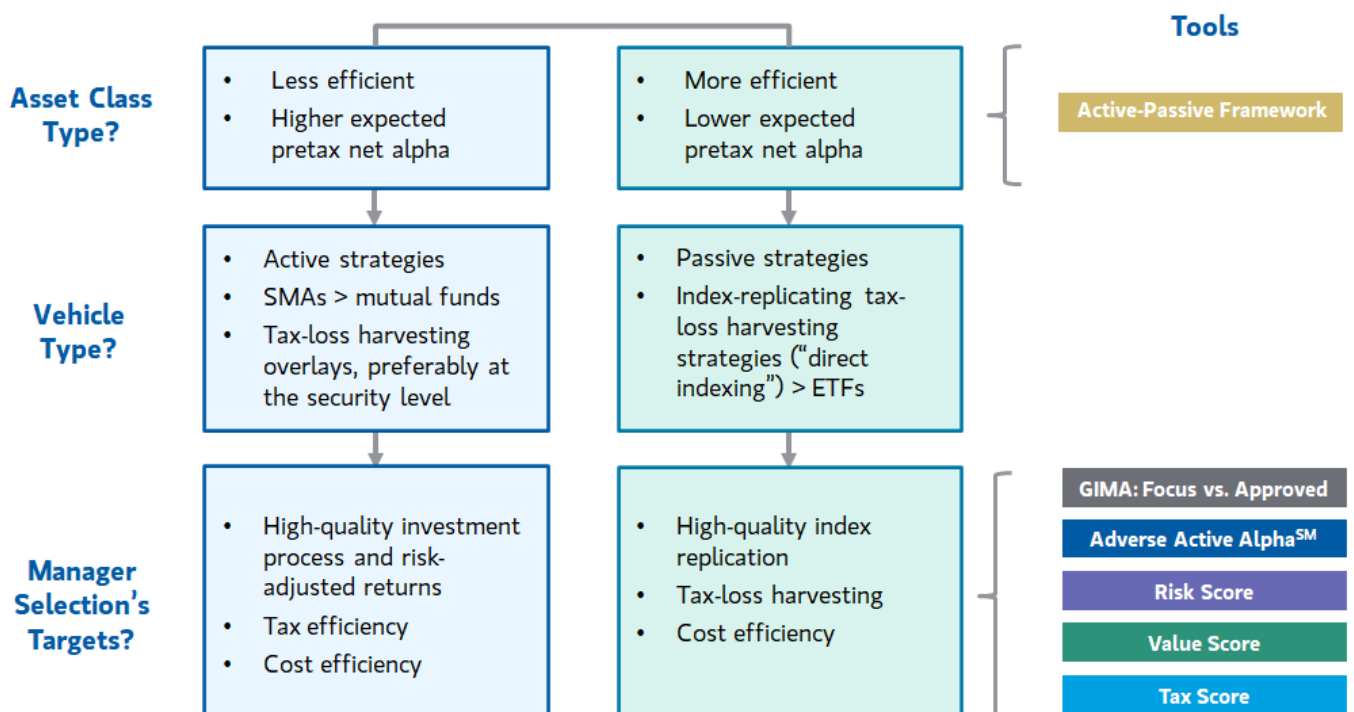 Tools
Asset Class
Type?
• Less efficient
• Higher expected
pretax net alpha
• More efficient
• Lower expected
pretax net alpha
Active-Passive Framework
Vehicle
Type?
• Active strategies
• SMAs > mutual funds
• Tax-loss harvesting
overlays, preferably at
the security level
• Passive strategies
• Index-replicating tax-
loss harvesting
strategies (“direct
indexing”) > ETFs
Manager
Selection’s
Targets?
• High-quality investment
process and risk-
adjusted returns
• Tax efficiency
• Cost efficiency
• High-quality index
replication
• Tax-loss harvesting
• Cost efficiency
GIMA: Focus vs. Approved
Adverse Active Alpha℠
Risk Score
Value Score
Tax Score